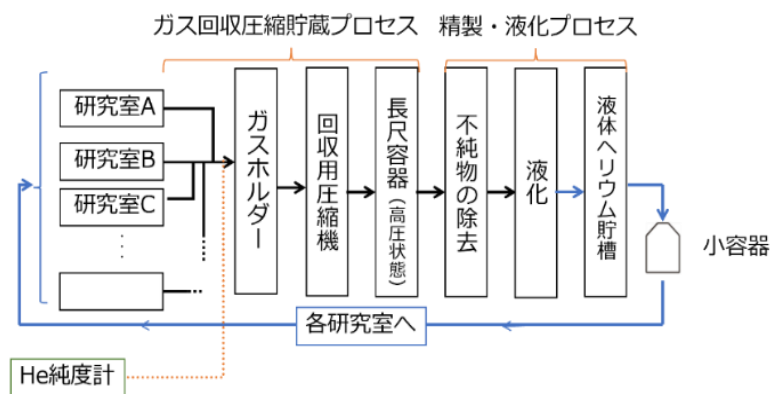 ガス回収圧縮貯蔵プロセス
精製・液化プロセス
研究室A
研究室B
研究室C
ガスホルダー
回収用圧縮機
長尺容器(高圧状態)
不純物の除去
液化
液体ヘリウム貯槽
小容器
各研究室へ
He純度計